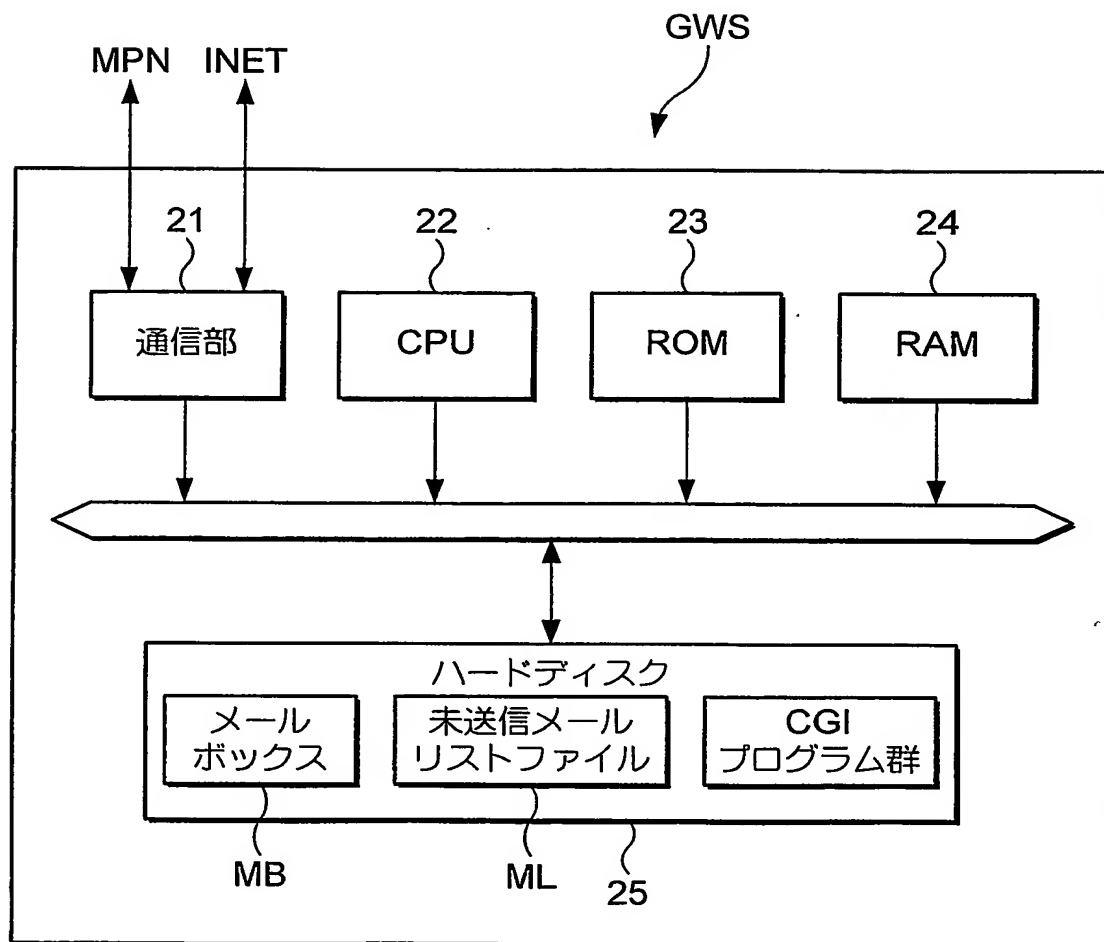 GWS
MPN INET
21
22
23
24
通信部
CPU
ROM
RAM
ハードディスク
メール
ボックス
未送信メール
リストファイル
CGI
プログラム群
MB
ML
25